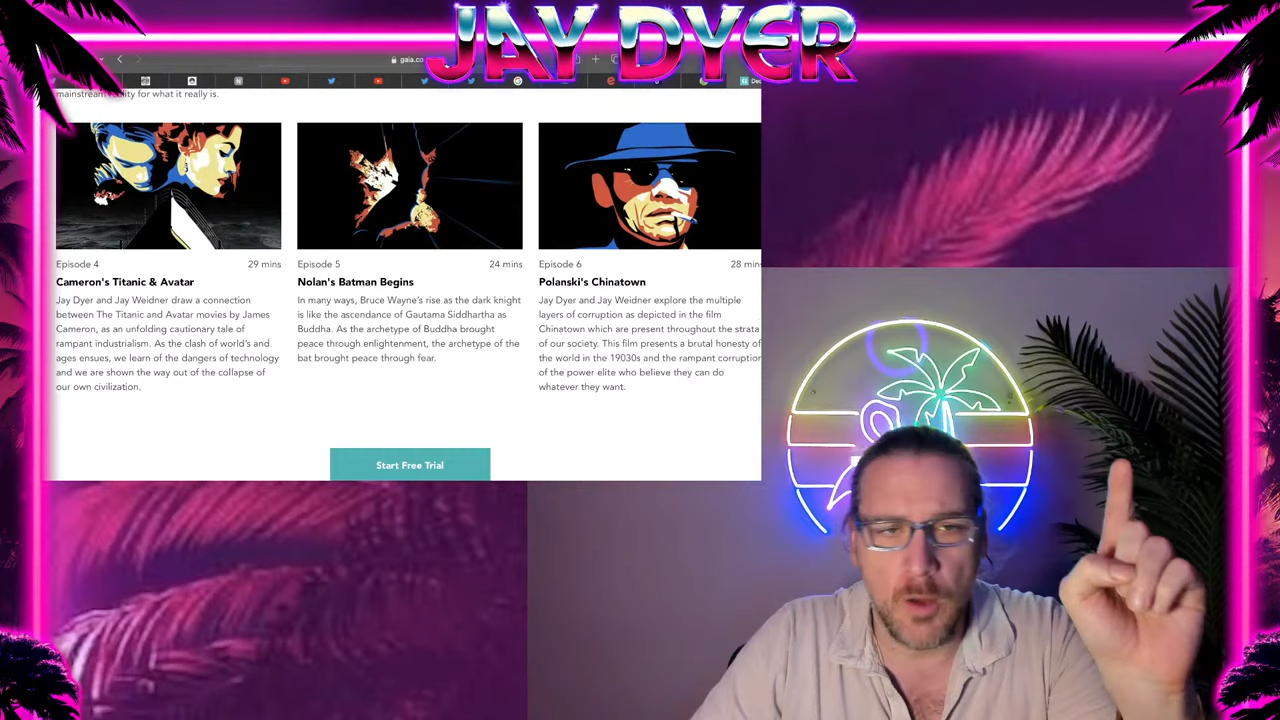 JAY DYER
gaia.co
mainstream reality for what it really is.
Episode 4
29 mins
Cameron's Titanic & Avatar
Jay Dyer and Jay Weidner draw a connection
between The Titanic and Avatar movies by James
Cameron, as an unfolding cautionary tale of
rampant industrialism. As the clash of world's and
ages ensues, we learn of the dangers of technology
and we are shown the way out of the collapse of
our own civilization.
Episode 5
24 mins
Nolan's Batman Begins
In many ways, Bruce Wayne's rise as the dark knight
is like the ascendance of Gautama Siddhartha as
Buddha. As the archetype of Buddha brought
peace through enlightenment, the archetype of the
bat brought peace through fear.
Episode 6
28 mins
Polanski's Chinatown
Jay Dyer and Jay Weidner explore the multiple
layers of corruption as depicted in the film
Chinatown which are present throughout the strata
of our society. This film presents a brutal honesty of
the world in the 19030s and the rampant corruption
of the power elite who believe they can do
whatever they want.
Start Free Trial